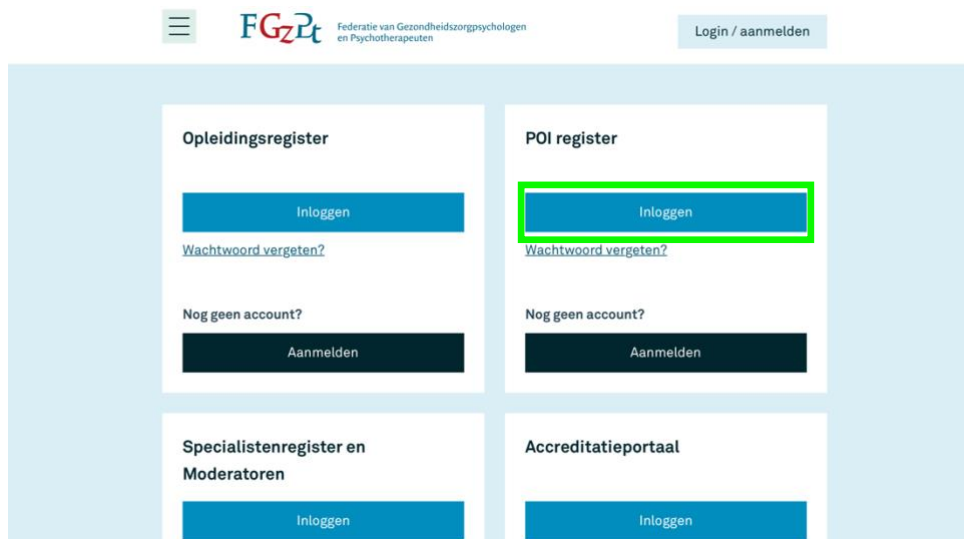 FGzPt
Federatie van Gezondheidszorgpsychologen
en Psychotherapeuten
Login / aanmelden
Opleidingsregister
Inloggen
Wachtwoord vergeten?
Nog geen account?
Aanmelden
POI register
Inloggen
Wachtwoord vergeten?
Nog geen account?
Aanmelden
Specialistenregister en
Moderatoren
Inloggen
Accreditatieportaal
Inloggen